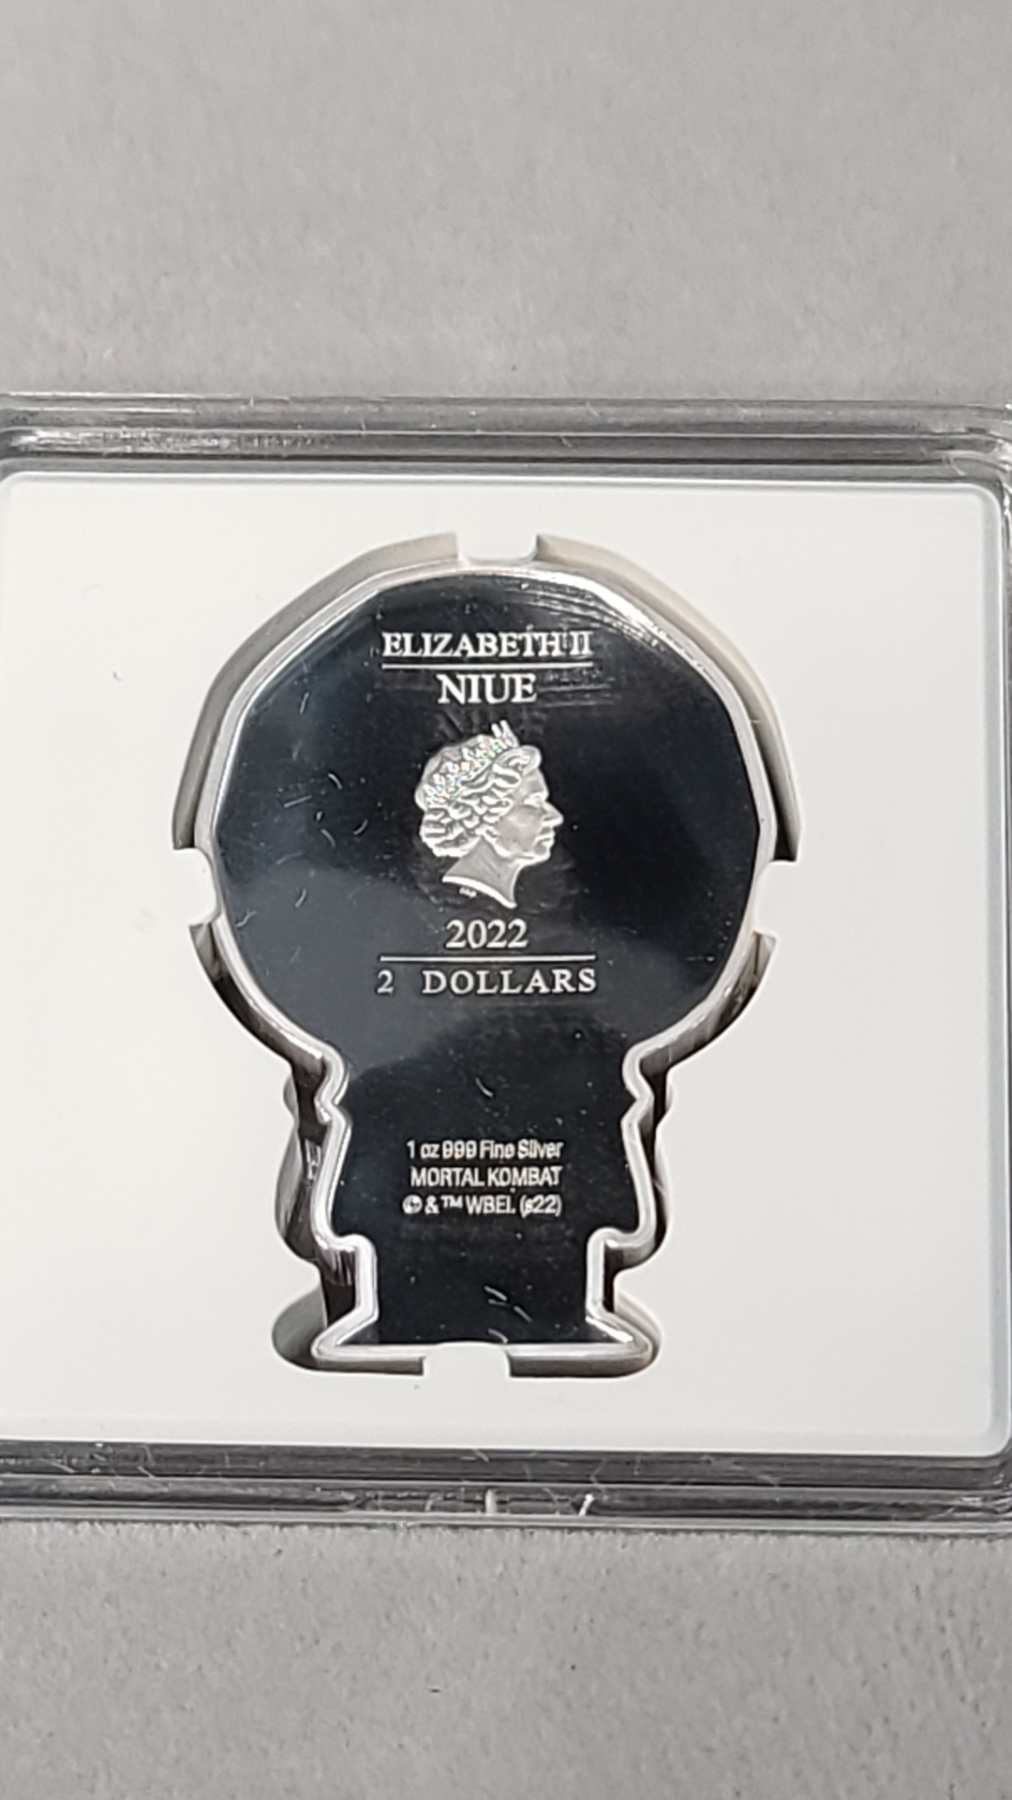 ELIZABETH II
NIUE
2022
2 DOLLARS
1 oz 999 Fine Silver
MORTAL KOMBAT
& ™ WBEI. (s22)